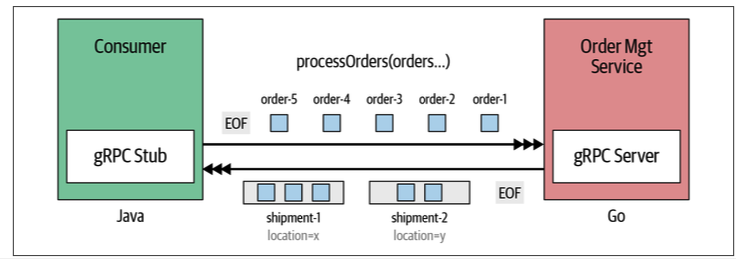 Consumer
processOrders(orders...)
Order Mgt
Service
order-5 order-4 order-3 order-2 order-1
EOF
gRPC Stub
gRPC Server
EOF
shipment-1 shipment-2
location=x location=y
Java
Go